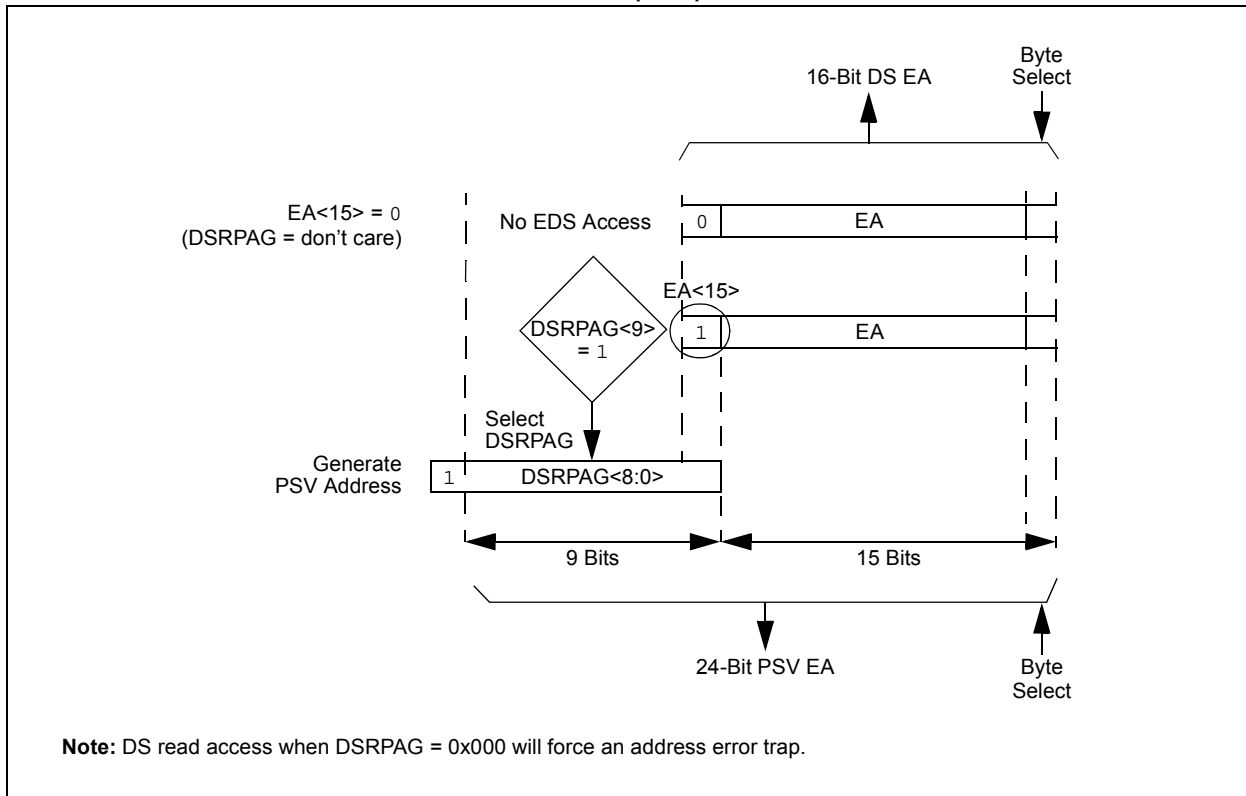 16-Bit DS EA
Byte
Select
EA<15> = 0
(DSRPAG = don't care)
No EDS Access
0
EA
EA<15>
DSRPAG<9>
= 1
1
EA
Select
DSRPAG
Generate
PSV Address
1
DSRPAG<8:0>
9 Bits
15 Bits
24-Bit PSV EA
Byte
Select
Note: DS read access when DSRPAG = 0x000 will force an address error trap.